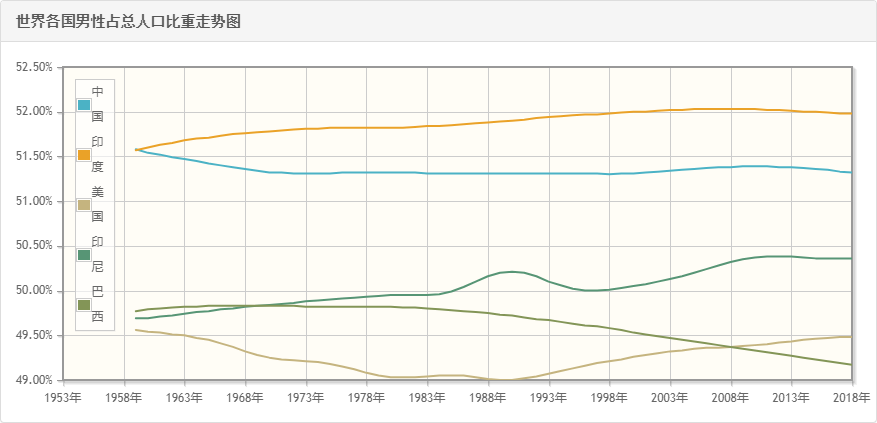 世界各国男性占总人口比重走势图
52.50%
52.00%
51.50%
51.00%
50.50%
50.00%
49.50%
49.00%
中
国
印
度
美
国
印
尼
巴
西
1953年 1958年 1963年 1968年 1973年 1978年 1983年 1988年 1993年 1998年 2003年 2008年 2013年 2018年